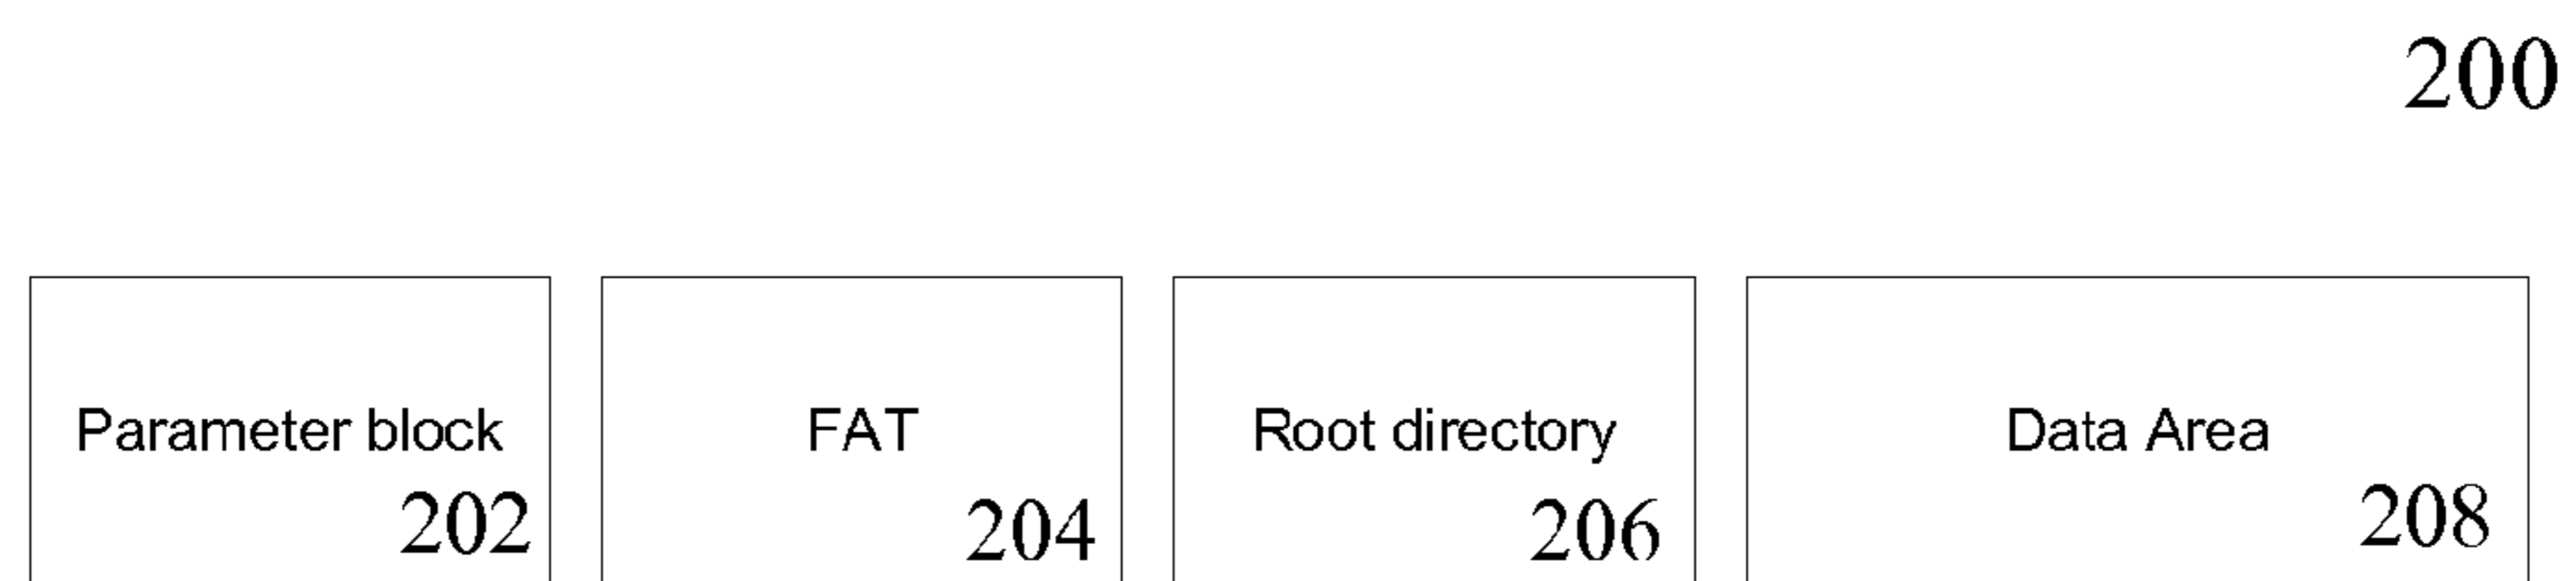 200
Parameter block
202
FAT
204
Root directory
206
Data Area
208